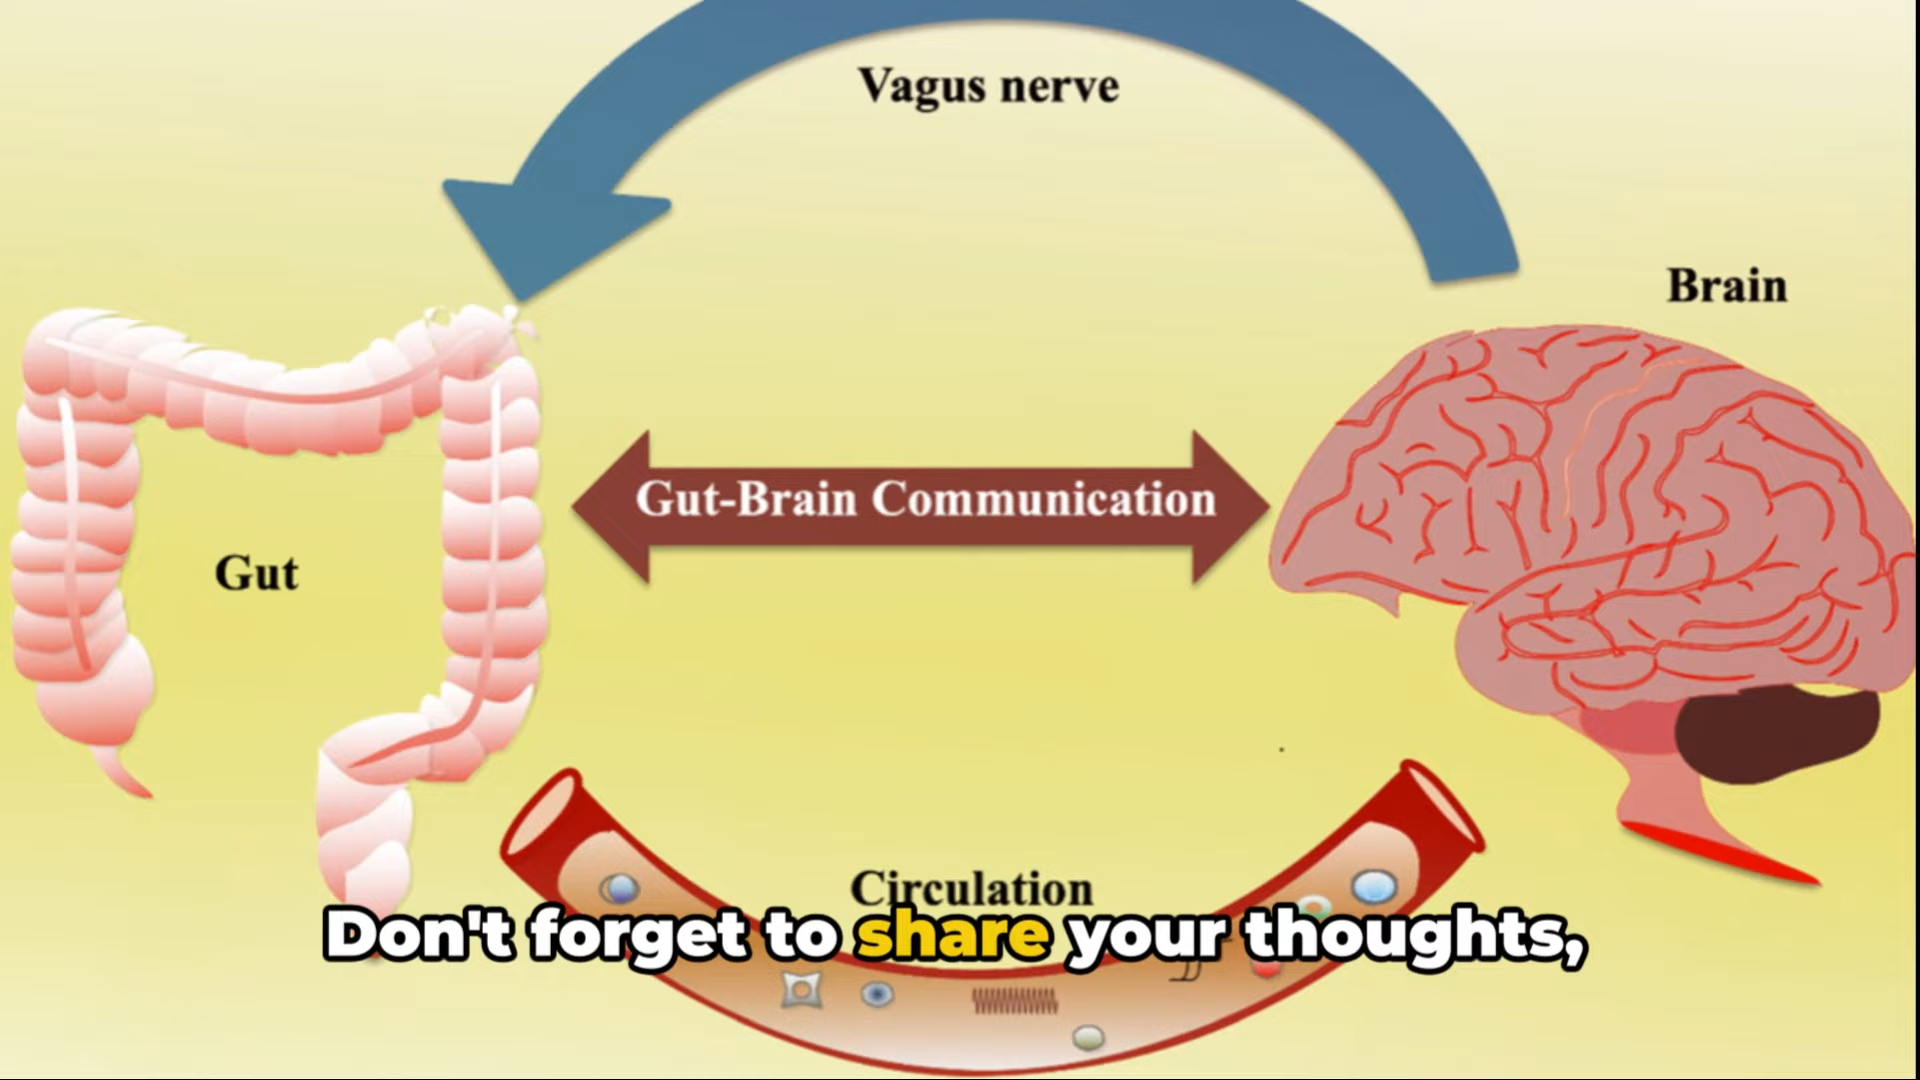 Vagus nerve
Brain
Gut-Brain Communication
Gut
Circulation
Don't forget to share your thoughts,